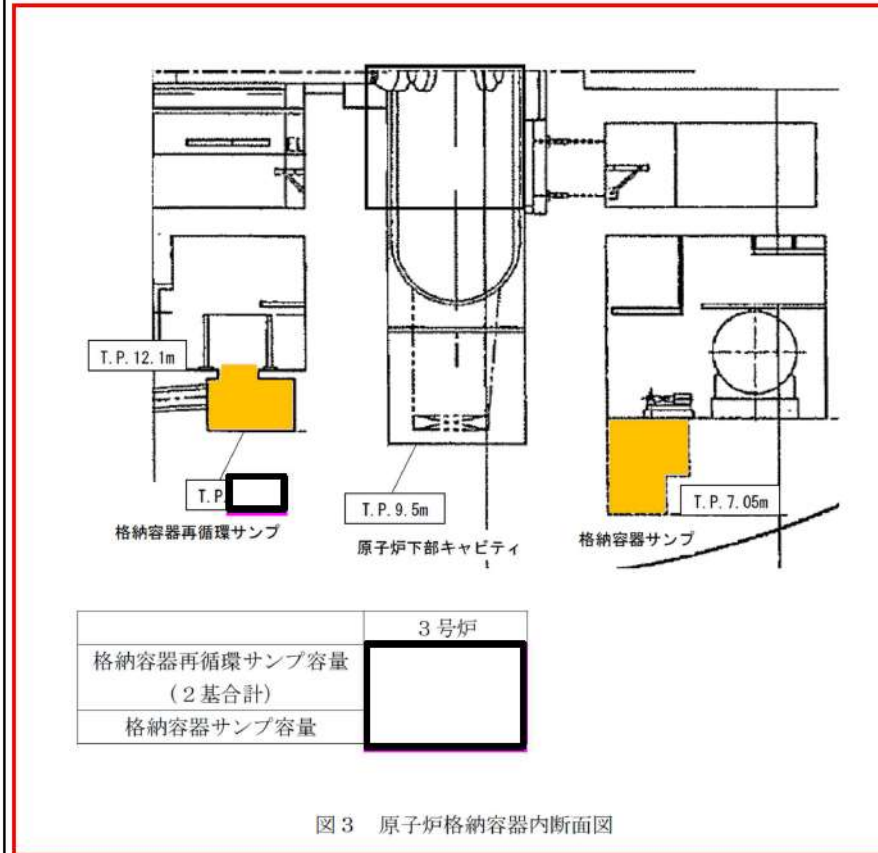 T.P.12.1m
T.P.
T.P.9.5m
T.P.7.05m
格納容器再循環サンプ
原子炉下部キャビティ
格納容器サンプ
3号炉
格納容器再循環サンプ容量
(2基合計)
格納容器サンプ容量
図3 原子炉格納容器内断面図